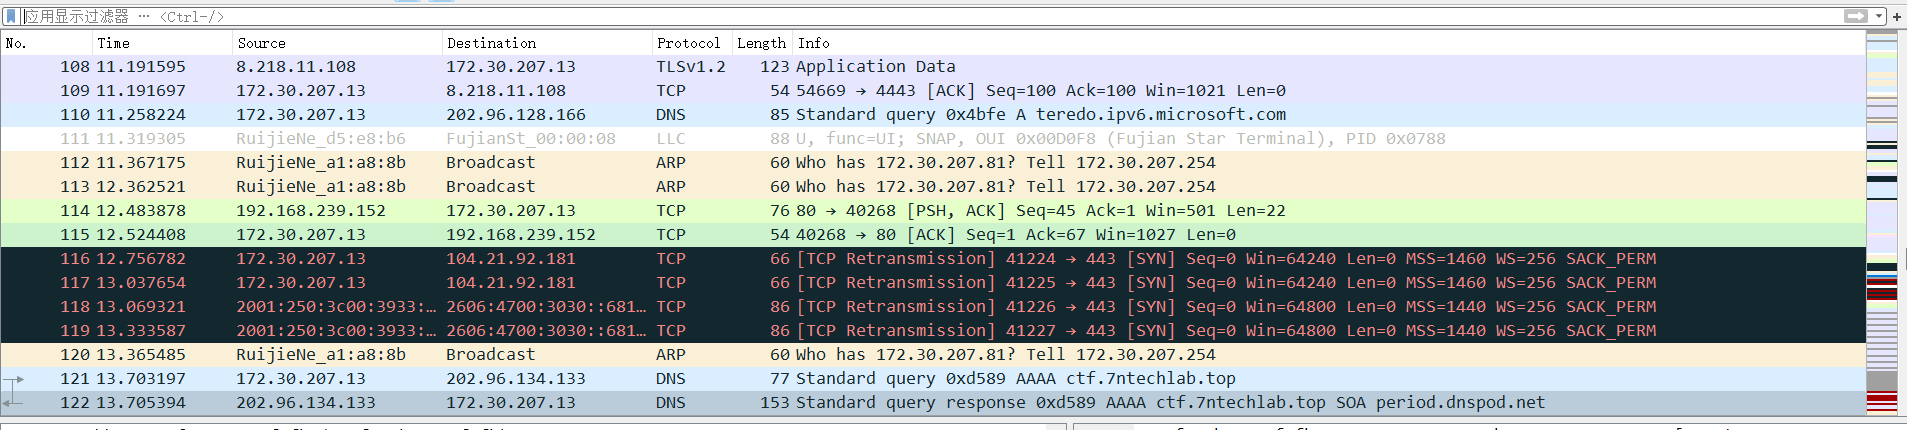 应用显示过滤器 … <Ctrl-/>
No. Time Source Destination Protocol Length Info
108 11.191595 8.218.11.108 172.30.207.13 TLSv1.2 123 Application Data
109 11.191697 172.30.207.13 8.218.11.108 TCP 54 54669 → 4443 [ACK] Seq=100 Ack=100 Win=1021 Len=0
110 11.258224 172.30.207.13 202.96.128.166 DNS 85 Standard query 0x4bfe A teredo.ipv6.microsoft.com
111 11.319305 RuijieNe_d5:e8:b6 FujianSt_00:00:08 LLC 88 U, func=UI; SNAP, OUI 0x00D0F8 (Fujian Star Terminal), PID 0x0788
112 11.367175 RuijieNe_a1:a8:8b Broadcast ARP 60 Who has 172.30.207.81? Tell 172.30.207.254
113 12.362521 RuijieNe_a1:a8:8b Broadcast ARP 60 Who has 172.30.207.81? Tell 172.30.207.254
114 12.483878 192.168.239.152 172.30.207.13 TCP 76 80 → 40268 [PSH, ACK] Seq=45 Ack=1 Win=501 Len=22
115 12.524408 172.30.207.13 192.168.239.152 TCP 54 40268 → 80 [ACK] Seq=1 Ack=67 Win=1027 Len=0
116 12.756782 172.30.207.13 104.21.92.181 TCP 66 [TCP Retransmission] 41224 → 443 [SYN] Seq=0 Win=64240 Len=0 MSS=1460 WS=256 SACK_PERM
117 13.037654 172.30.207.13 104.21.92.181 TCP 66 [TCP Retransmission] 41225 → 443 [SYN] Seq=0 Win=64240 Len=0 MSS=1460 WS=256 SACK_PERM
118 13.069321 2001:250:3c00:3933:… 2606:4700:3030::681… TCP 86 [TCP Retransmission] 41226 → 443 [SYN] Seq=0 Win=64800 Len=0 MSS=1440 WS=256 SACK_PERM
119 13.333587 2001:250:3c00:3933:… 2606:4700:3030::681… TCP 86 [TCP Retransmission] 41227 → 443 [SYN] Seq=0 Win=64800 Len=0 MSS=1440 WS=256 SACK_PERM
120 13.365485 RuijieNe_a1:a8:8b Broadcast ARP 60 Who has 172.30.207.81? Tell 172.30.207.254
121 13.703197 172.30.207.13 202.96.134.133 DNS 77 Standard query 0xd589 AAAA ctf.7ntechlab.top
122 13.705394 202.96.134.133 172.30.207.13 DNS 153 Standard query response 0xd589 AAAA ctf.7ntechlab.top SOA period.dnspod.net